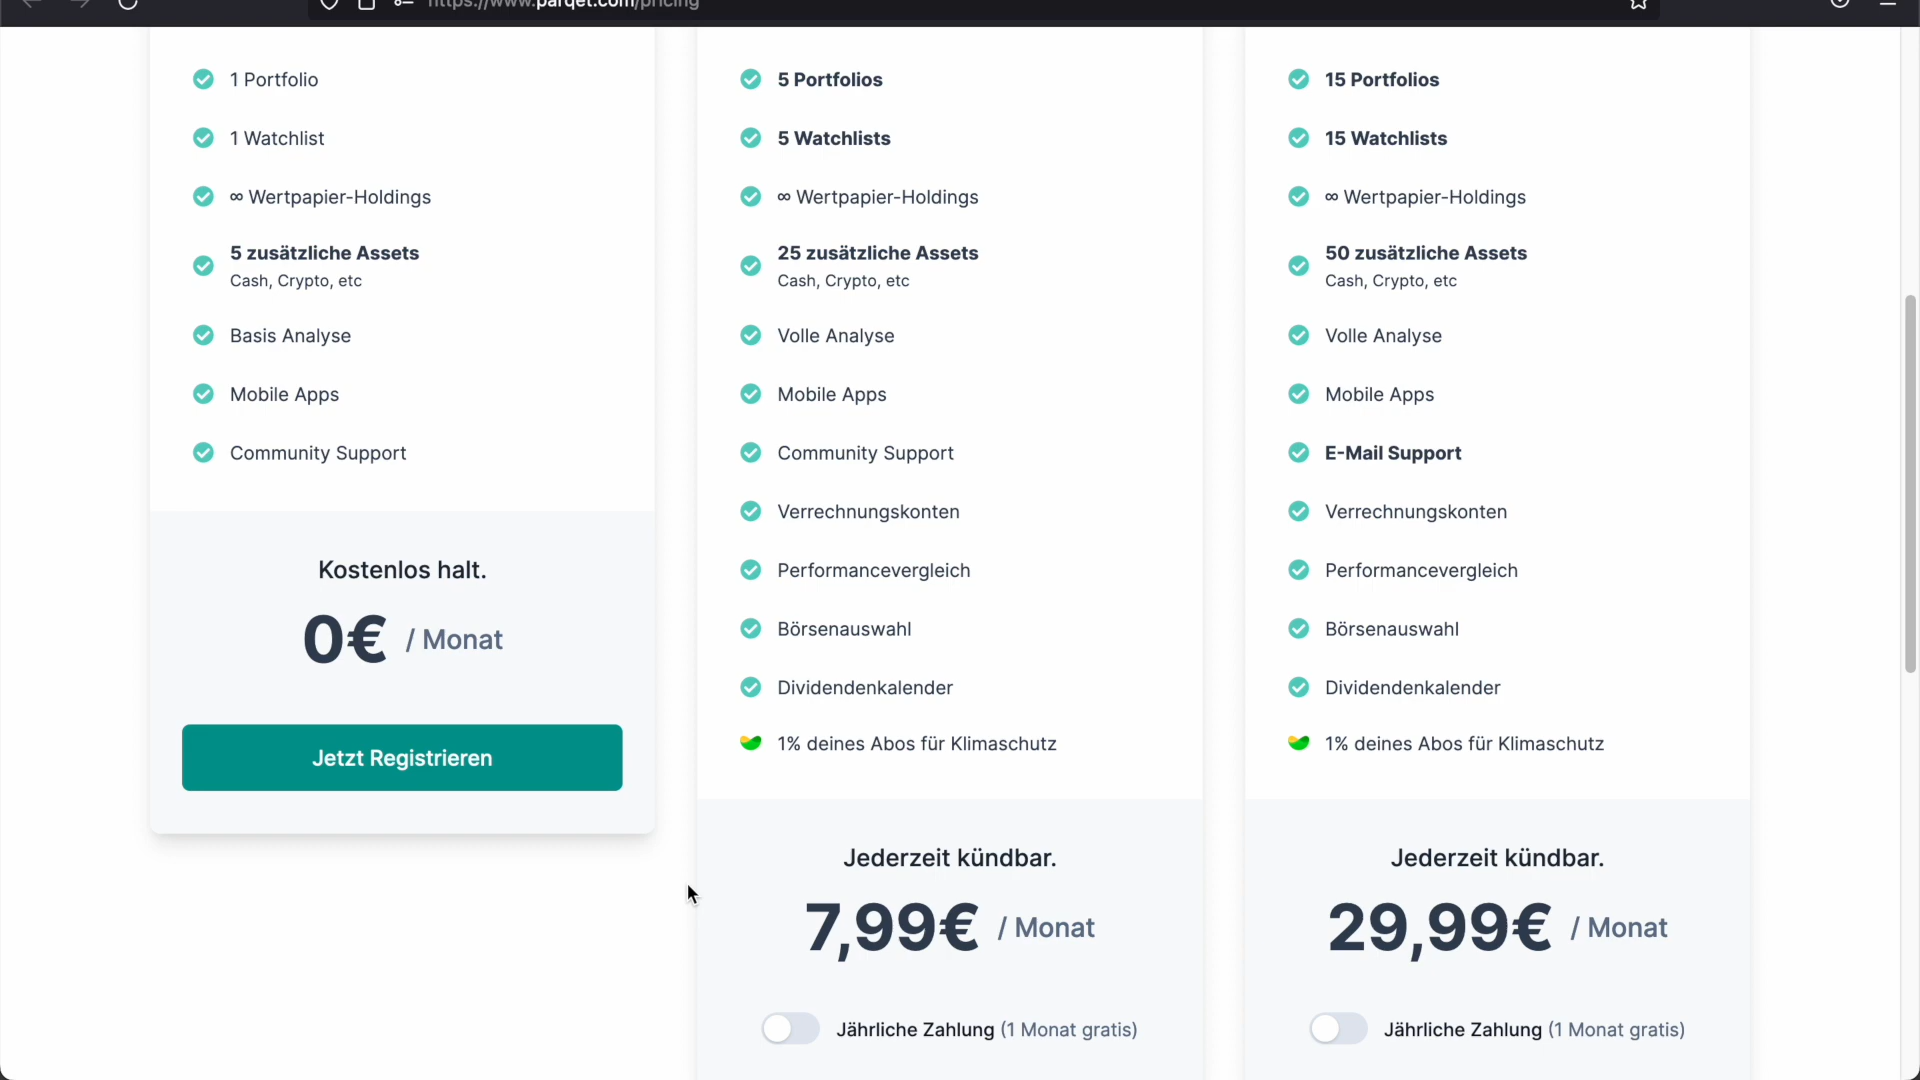 https://www.parqet.com/pricing
1 Portfolio
1 Watchlist
∞ Wertpapier-Holdings
5 zusätzliche Assets
Cash, Crypto, etc
Basis Analyse
Mobile Apps
Community Support
Kostenlos halt.
0€ / Monat
Jetzt Registrieren
5 Portfolios
5 Watchlists
∞ Wertpapier-Holdings
25 zusätzliche Assets
Cash, Crypto, etc
Volle Analyse
Mobile Apps
Community Support
Verrechnungskonten
Performancevergleich
Börsenauswahl
Dividendenkalender
1% deines Abos für Klimaschutz
Jederzeit kündbar.
7,99€ / Monat
Jährliche Zahlung (1 Monat gratis)
15 Portfolios
15 Watchlists
∞ Wertpapier-Holdings
50 zusätzliche Assets
Cash, Crypto, etc
Volle Analyse
Mobile Apps
E-Mail Support
Verrechnungskonten
Performancevergleich
Börsenauswahl
Dividendenkalender
1% deines Abos für Klimaschutz
Jederzeit kündbar.
29,99€ / Monat
Jährliche Zahlung (1 Monat gratis)